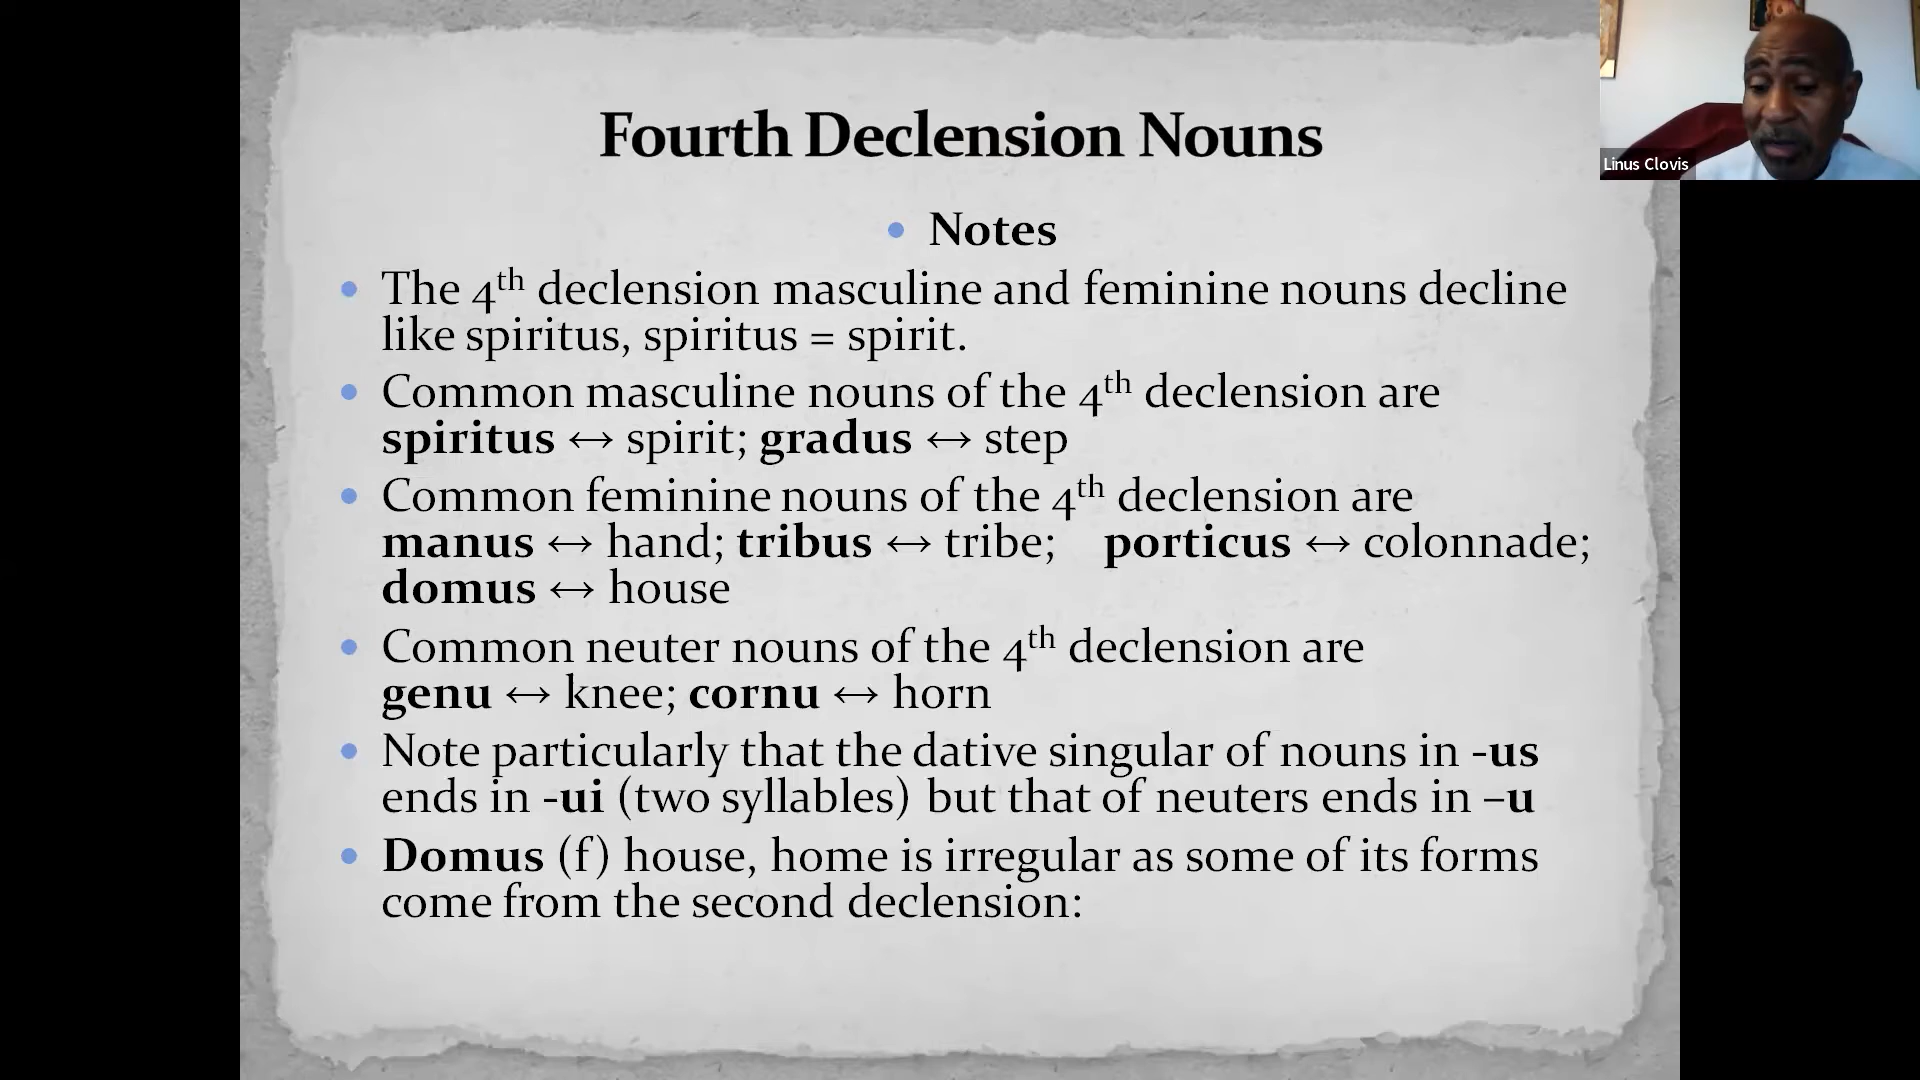 Fourth Declension Nouns
Linus Clovis
• Notes
• The 4th declension masculine and feminine nouns decline
like spiritus, spiritus = spirit.
• Common masculine nouns of the 4th declension are
spiritus ↔ spirit; gradus ↔ step
• Common feminine nouns of the 4th declension are
manus ↔ hand; tribus ↔ tribe; porticus ↔ colonnade;
domus ↔ house
• Common neuter nouns of the 4th declension are
genu ↔ knee; cornu ↔ horn
• Note particularly that the dative singular of nouns in -us
ends in -ui (two syllables) but that of neuters ends in –u
• Domus (f) house, home is irregular as some of its forms
come from the second declension: